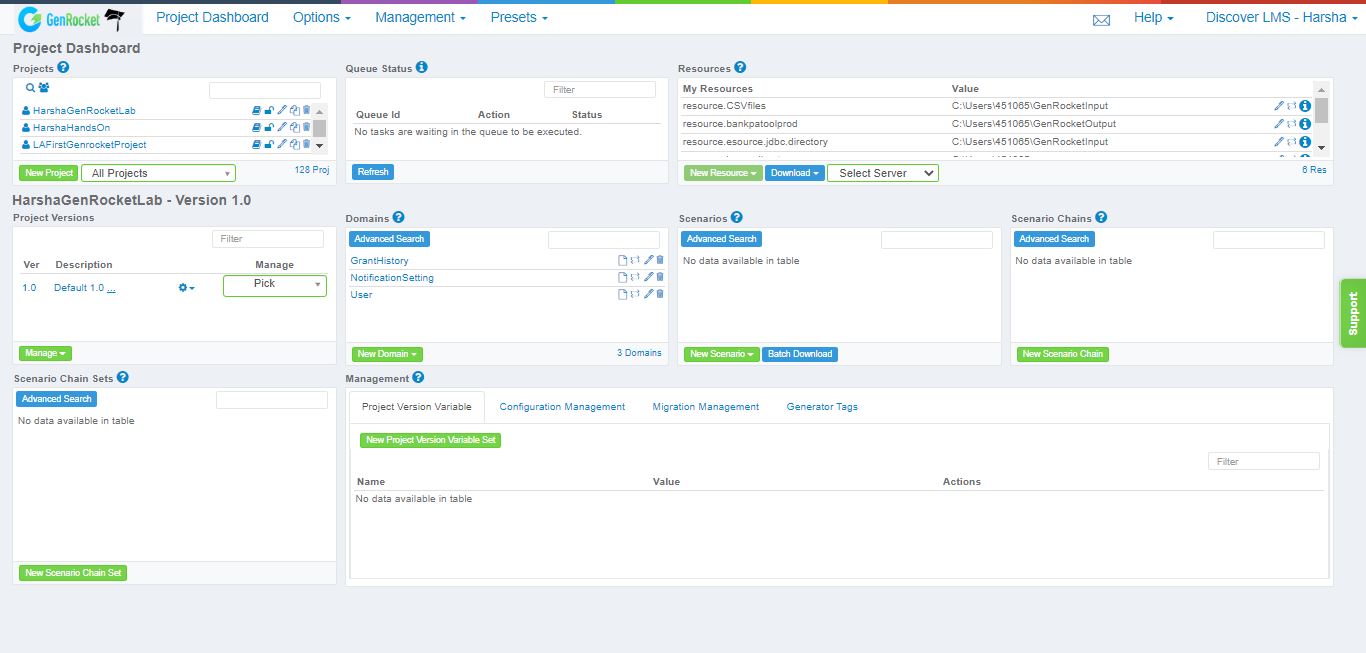 GenRocket
Project Dashboard Options Management Presets Help Discover LMS - Harsha
Project Dashboard
Projects
HarshaGenRocketLab
HarshaHandsOn
LAFirstGenrocketProject
New Project All Projects 128 Proj
Queue Status
Filter
Queue Id Action Status
No tasks are waiting in the queue to be executed.
Refresh
Resources
My Resources Value
resource.CSVfiles C:\Users\451065\GenRocketInput
resource.bankpatoolprod C:\Users\451065\GenRocketOutput
resource.esource.jdbc.directory C:\Users\451065\GenRocketInput
New Resource Download Select Server 6 Res
HarshaGenRocketLab - Version 1.0
Project Versions
Filter
Ver Description Manage
1.0 Default 1.0 ... Pick
Manage
Domains
Advanced Search
GrantHistory
NotificationSetting
User
New Domain 3 Domains
Scenarios
Advanced Search
No data available in table
New Scenario Batch Download
Scenario Chains
Advanced Search
No data available in table
New Scenario Chain
Support
Scenario Chain Sets
Advanced Search
No data available in table
New Scenario Chain Set
Management
Project Version Variable Configuration Management Migration Management Generator Tags
New Project Version Variable Set
Filter
Name Value Actions
No data available in table